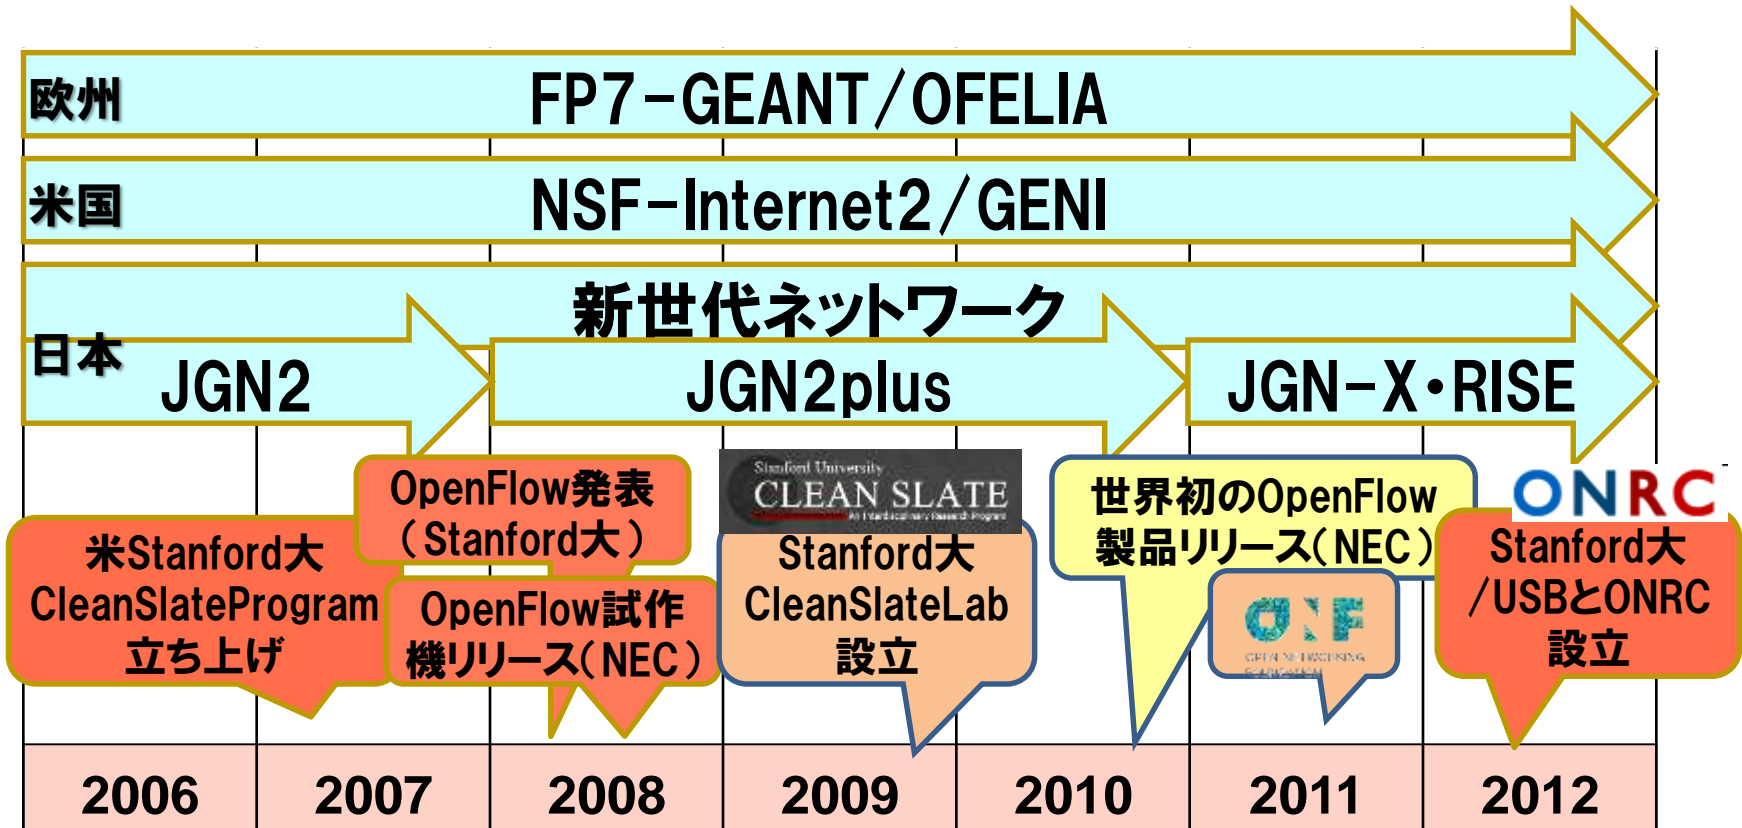 欧州
FP7-GEANT/OFELIA
米国
NSF-Internet2/GENI
新世代ネットワーク
日本
JGN2
JGN2plus
JGN-X・RISE
OpenFlow発表
(Stanford大)
米Stanford大
CleanSlateProgram
立ち上げ
OpenFlow試作
機リリース(NEC)
Stanford University
CLEAN SLATE
An Interdisciplinary Research Program
Stanford大
CleanSlateLab
設立
世界初のOpenFlow
製品リリース(NEC)
ONF
OPEN NETWORKING
FOUNDATION
ONRC
Stanford大
/USBとONRC
設立
2006
2007
2008
2009
2010
2011
2012